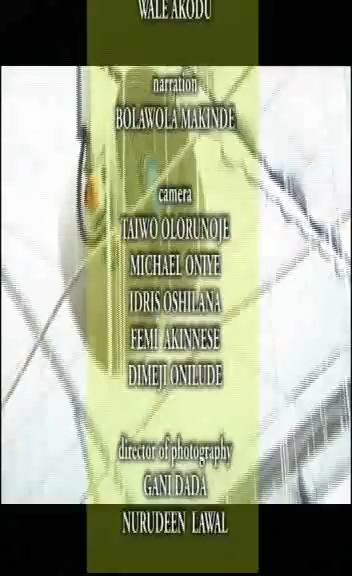 WALE AKODU
narration
BOLAWOLA MAKINDE
camera
TAIWO OLORUNOJE
MICHAEL ONIYE
IDRIS OSHILANA
FEMI AKINNESE
DIMEJI ONILUDE
director of photography
GANI DADA
NURUDEEN LAWAL